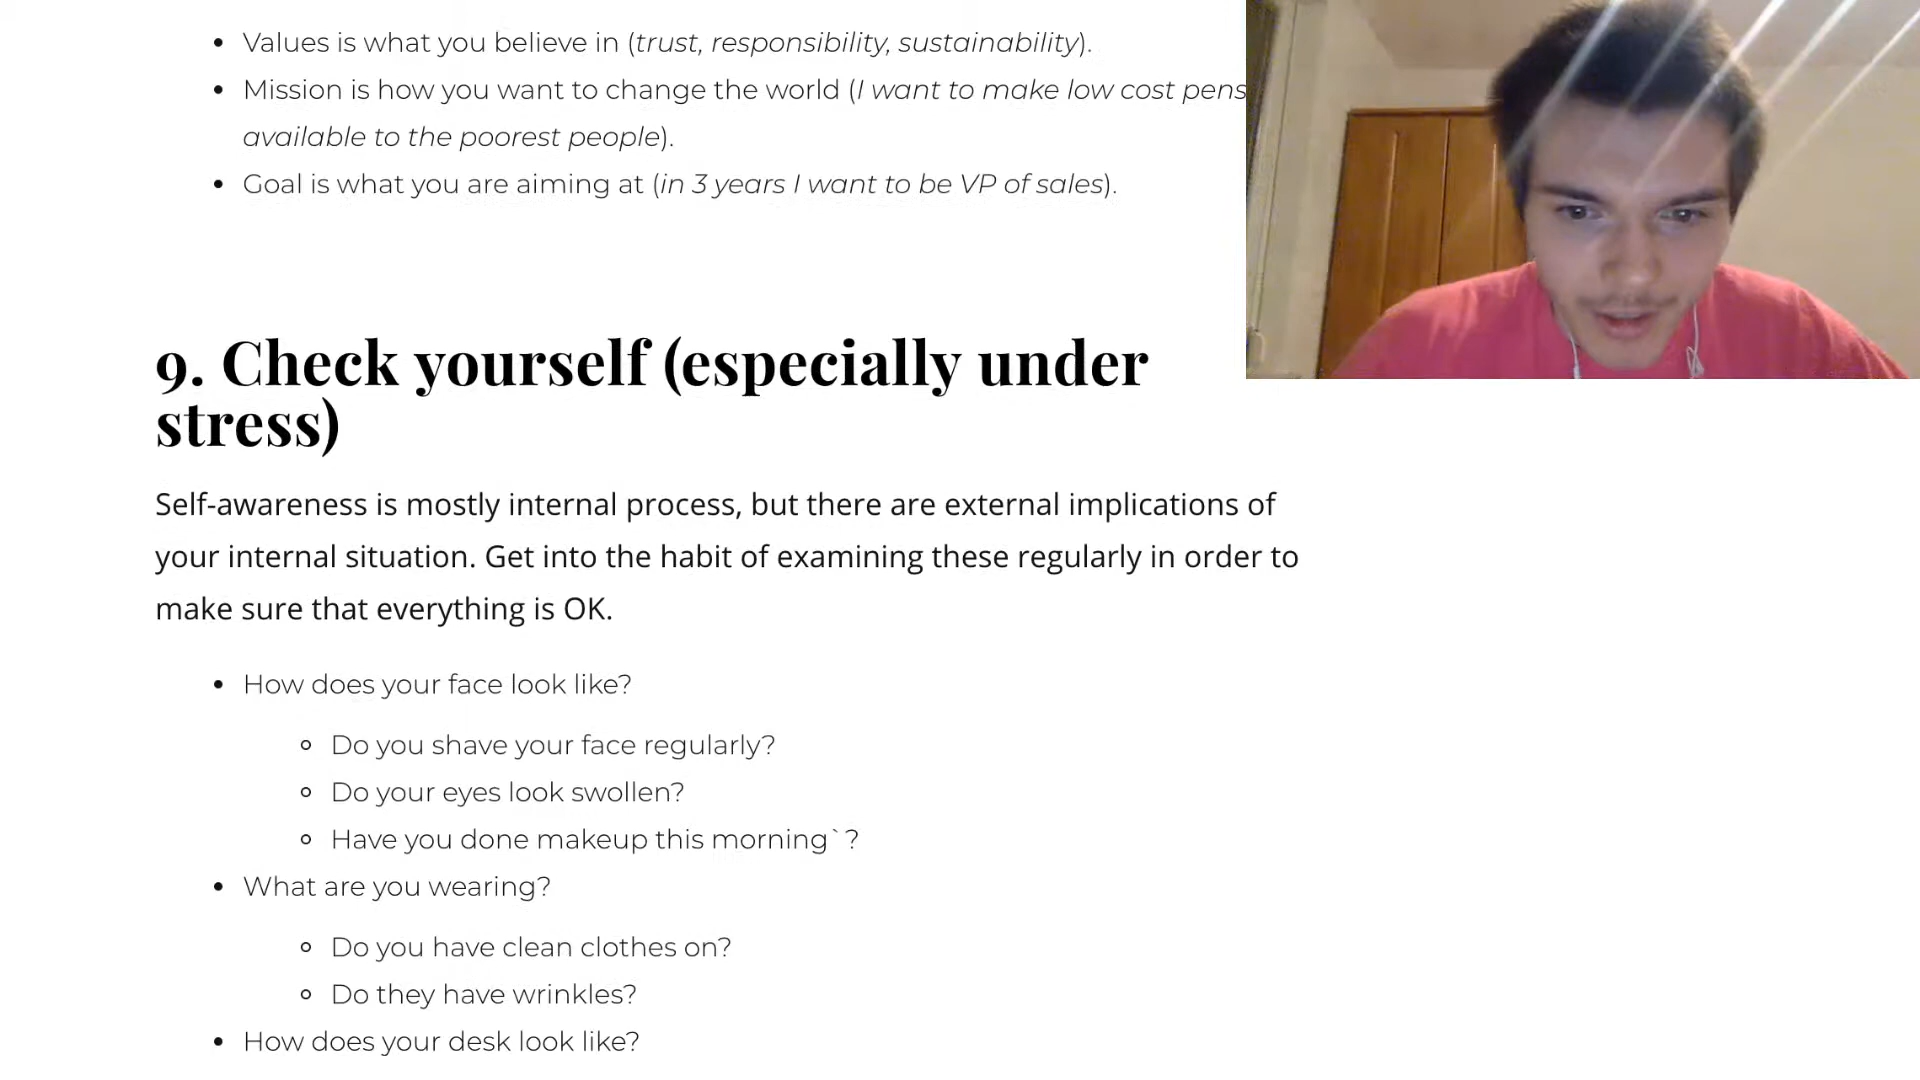 Values is what you believe in (trust, responsibility, sustainability).
Mission is how you want to change the world (I want to make low cost pens
available to the poorest people).
Goal is what you are aiming at (in 3 years I want to be VP of sales).
9. Check yourself (especially under
stress)
Self-awareness is mostly internal process, but there are external implications of
your internal situation. Get into the habit of examining these regularly in order to
make sure that everything is OK.
How does your face look like?
Do you shave your face regularly?
Do your eyes look swollen?
Have you done makeup this morning`?
What are you wearing?
Do you have clean clothes on?
Do they have wrinkles?
How does your desk look like?